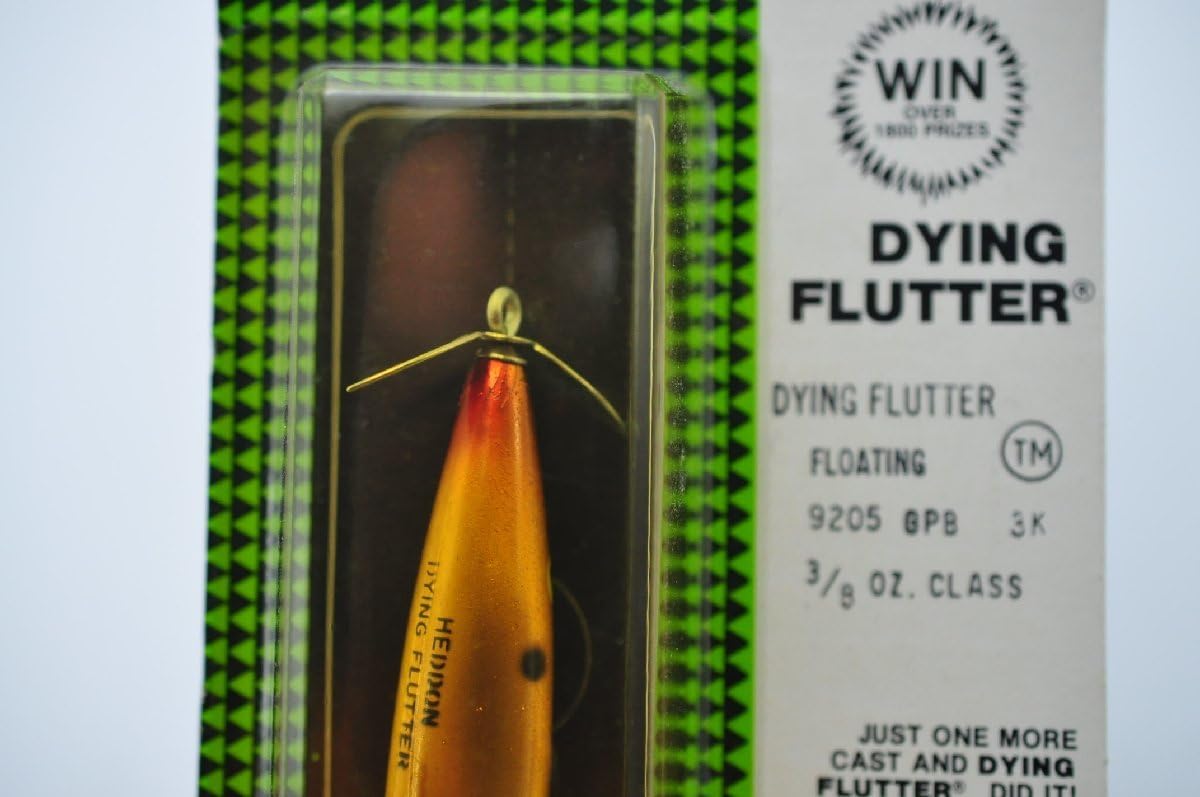 WIN
OVER
1800 PRIZES
DYING
FLUTTER®
DYING FLUTTER
FLOATING TM
9205 GPB 3K
3/8 OZ. CLASS
JUST ONE MORE
CAST AND DYING
FLUTTER® DID IT!
HEDDON
DYING FLUTTER